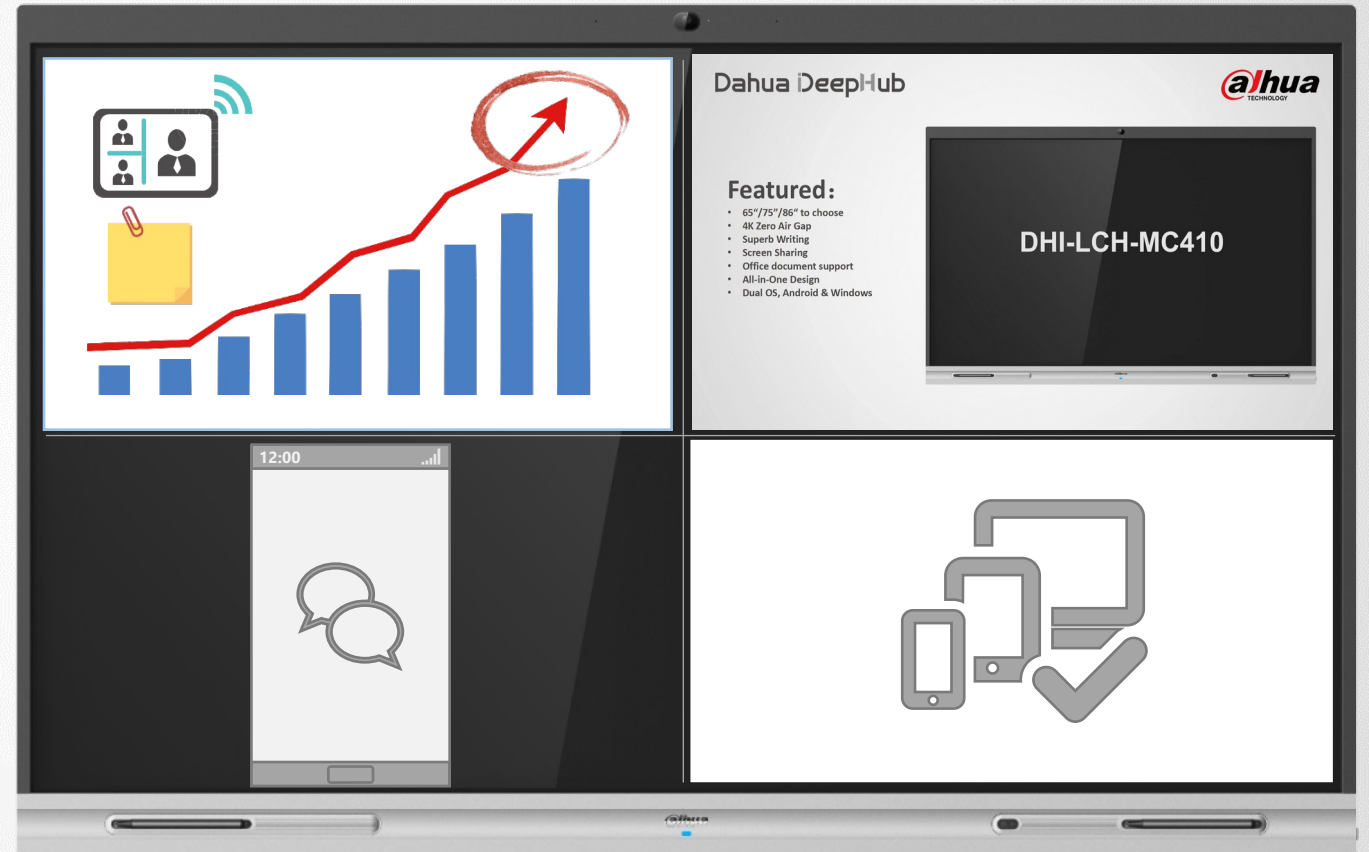 Dahua DeepHub
alhua
TECHNOLOGY
Featured：
• 65“/75”/86“ to choose
• 4K Zero Air Gap
• Superb Writing
• Screen Sharing
• Office document support
• All-in-One Design
• Dual OS, Android & Windows
DHI-LCH-MC410
12:00
alhua